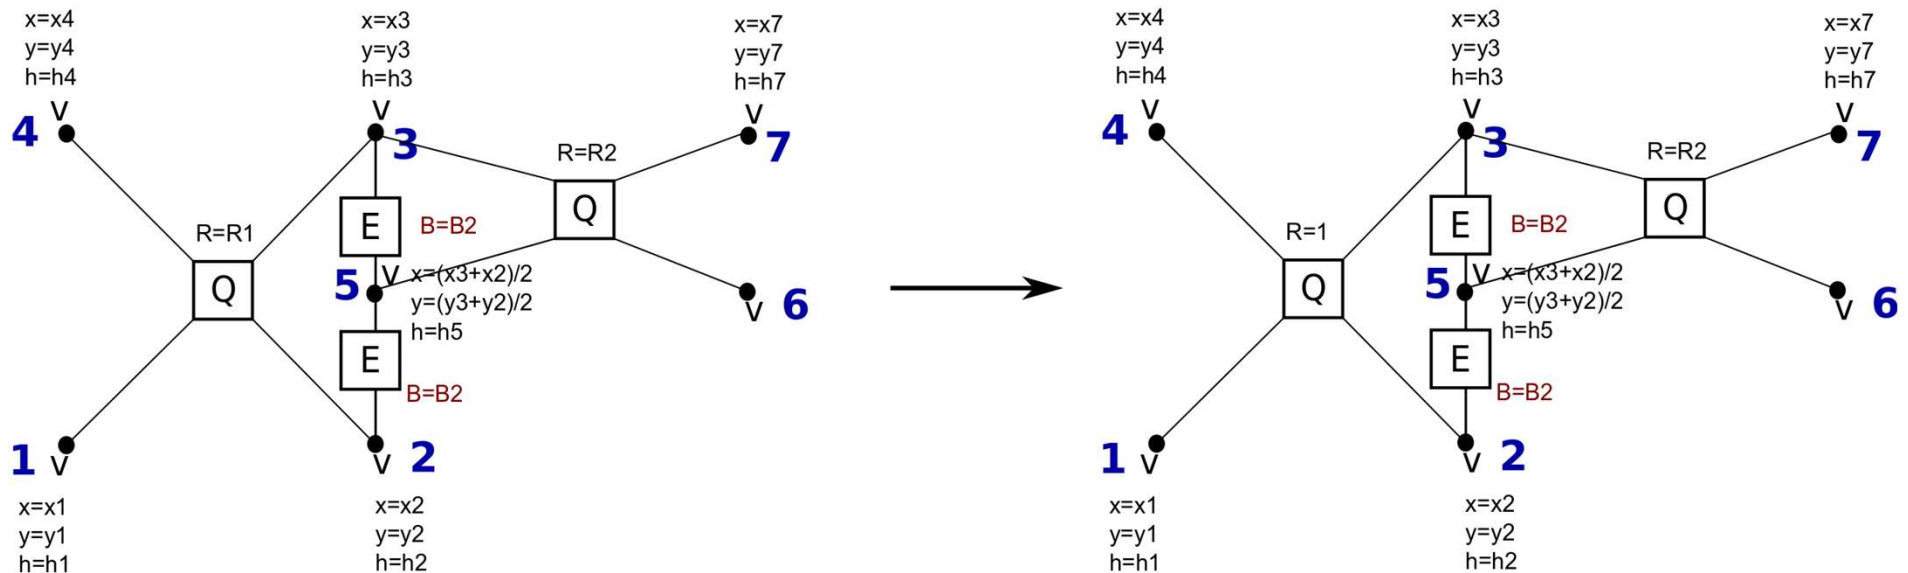 x=x4
y=y4
h=h4
V
4
x=x3
y=y3
h=h3
V
3
x=x7
y=y7
h=h7
V
7
R=R2
Q
R=R1
Q
E
B=B2
5
V
x=(x3+x2)/2
y=(y3+y2)/2
h=h5
V
6
E
B=B2
1
V
V
2
x=x1
y=y1
h=h1
x=x2
y=y2
h=h2
x=x4
y=y4
h=h4
V
4
x=x3
y=y3
h=h3
V
3
x=x7
y=y7
h=h7
V
7
R=R2
Q
R=1
Q
E
B=B2
5
V
x=(x3+x2)/2
y=(y3+y2)/2
h=h5
V
6
E
B=B2
1
V
V
2
x=x1
y=y1
h=h1
x=x2
y=y2
h=h2